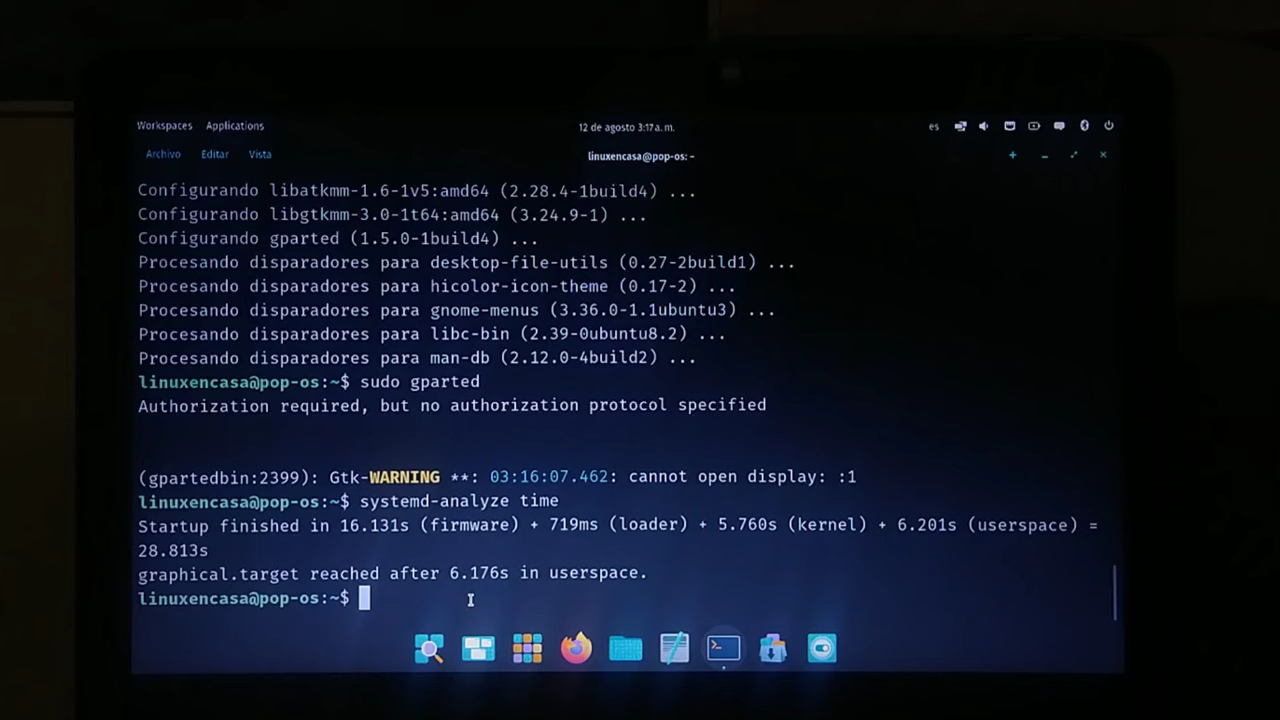 Workspaces Applications 12 de agosto 3:17 a. m. es
Archivo Editar Vista linuxencasa@pop-os: ~
Configurando libatkmm-1.6-1v5:amd64 (2.28.4-1build4) ...
Configurando libgtkmm-3.0-1t64:amd64 (3.24.9-1) ...
Configurando gparted (1.5.0-1build4) ...
Procesando disparadores para desktop-file-utils (0.27-2build1) ...
Procesando disparadores para hicolor-icon-theme (0.17-2) ...
Procesando disparadores para gnome-menus (3.36.0-1.1ubuntu3) ...
Procesando disparadores para libc-bin (2.39-0ubuntu8.2) ...
Procesando disparadores para man-db (2.12.0-4build2) ...
linuxencasa@pop-os:~$ sudo gparted
Authorization required, but no authorization protocol specified
(gpartedbin:2399): Gtk-WARNING **: 03:16:07.462: cannot open display: :1
linuxencasa@pop-os:~$ systemd-analyze time
Startup finished in 16.131s (firmware) + 719ms (loader) + 5.760s (kernel) + 6.201s (userspace) =
28.813s
graphical.target reached after 6.176s in userspace.
linuxencasa@pop-os:~$